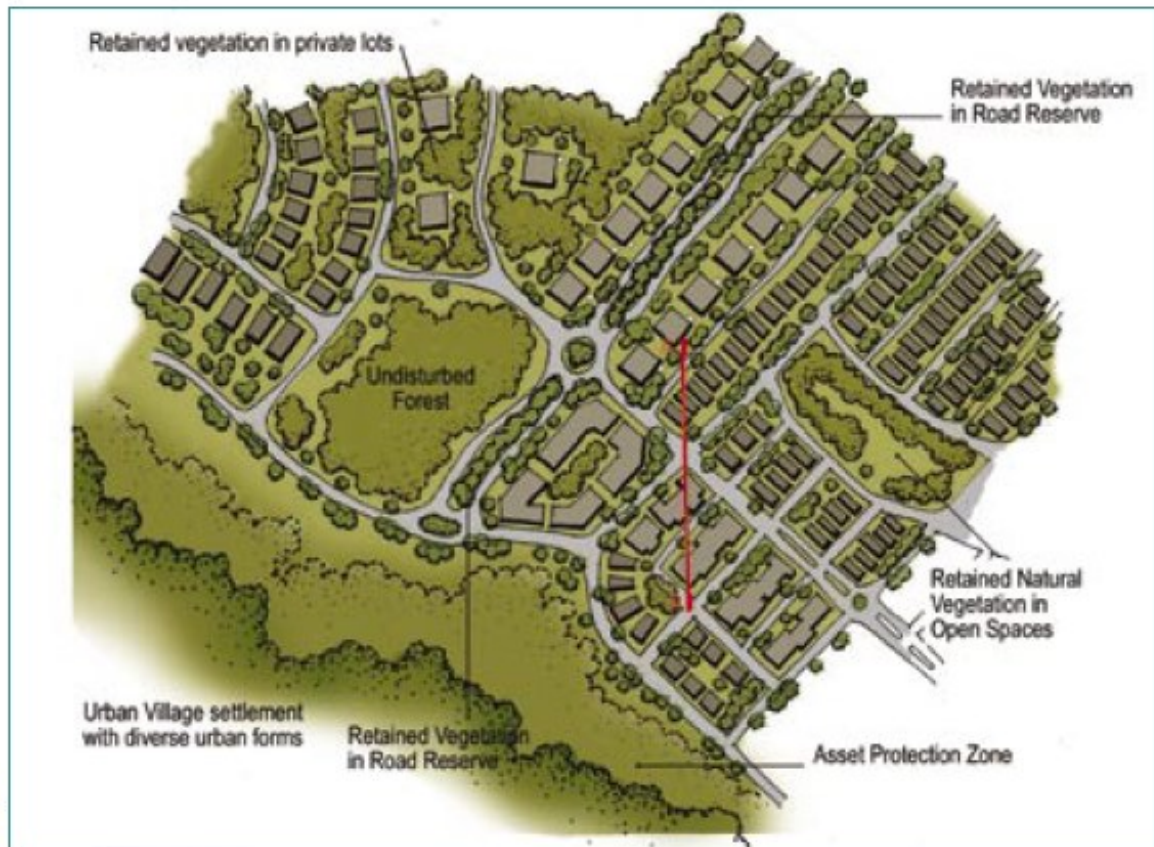 Retained vegetation in private lots
Retained Vegetation
in Road Reserve
Undisturbed
Forest
Retained Natural
Vegetation in
Open Spaces
Urban Village settlement
with diverse urban forms
Retained Vegetation
in Road Reserve
Asset Protection Zone